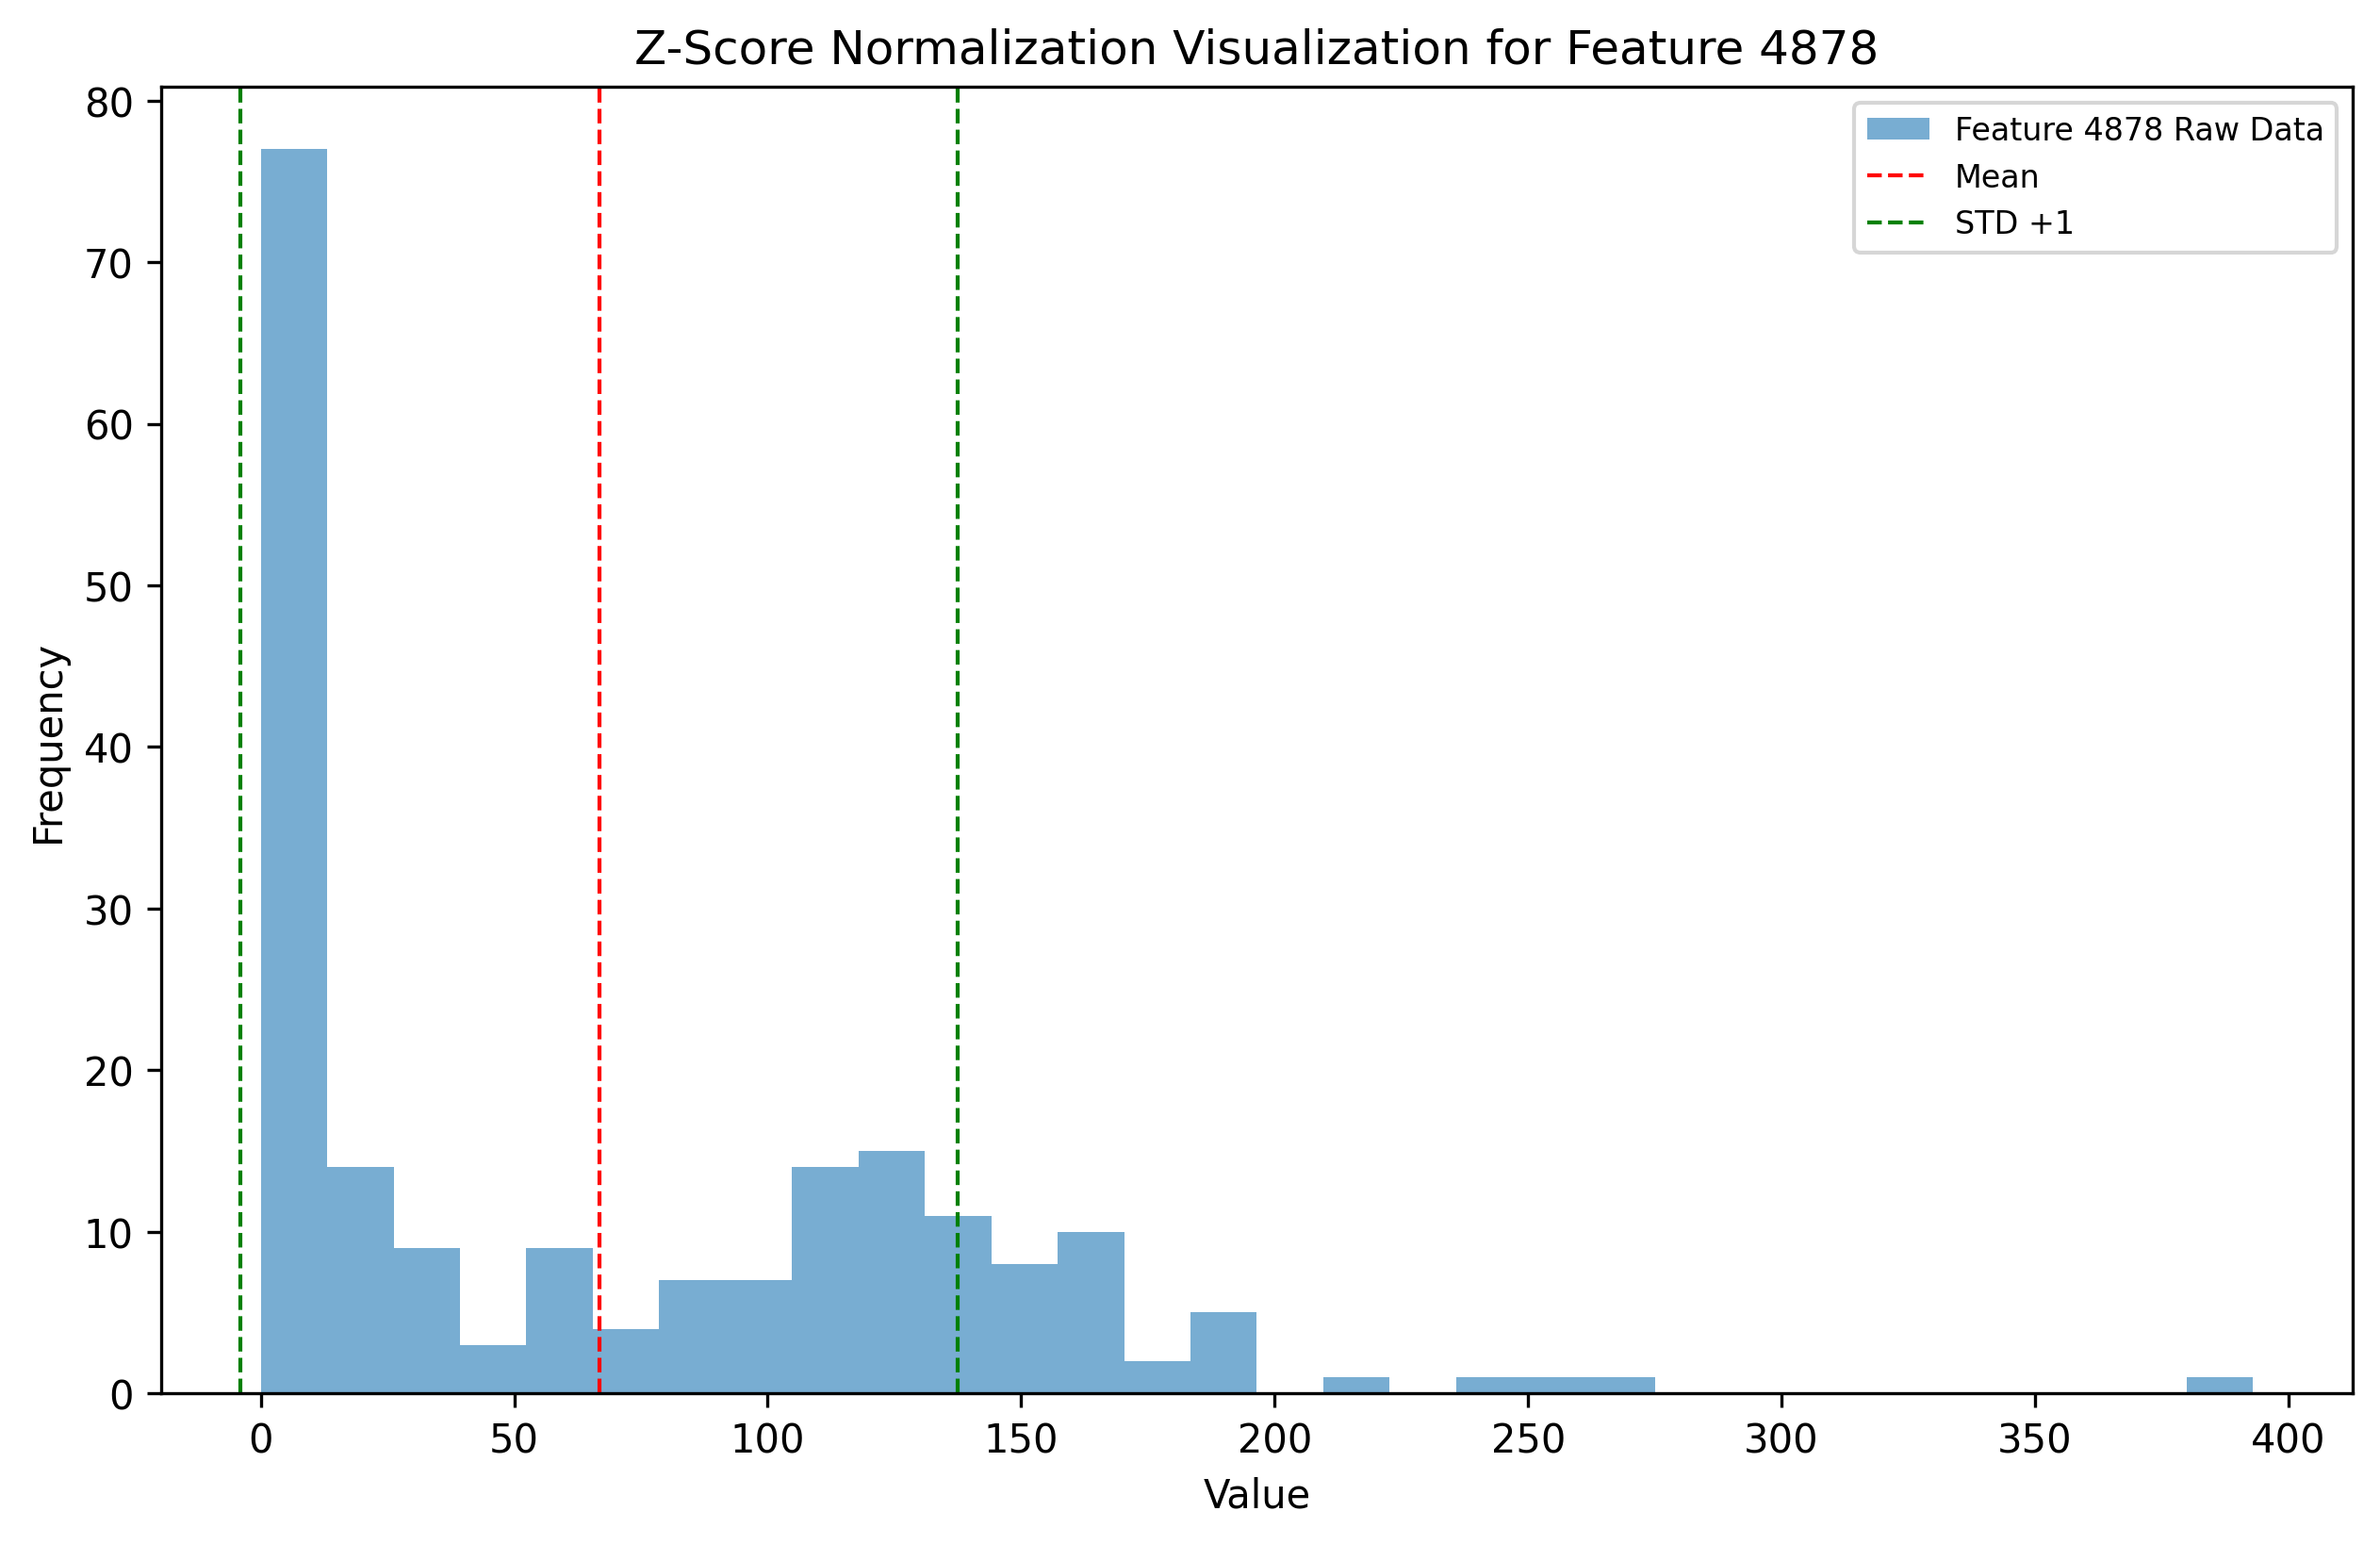 Z-Score Normalization Visualization for Feature 4878
80
70
60
50
40
30
20
10
0
Frequency
Feature 4878 Raw Data
Mean
STD +1
0 50 100 150 200 250 300 350 400
Value